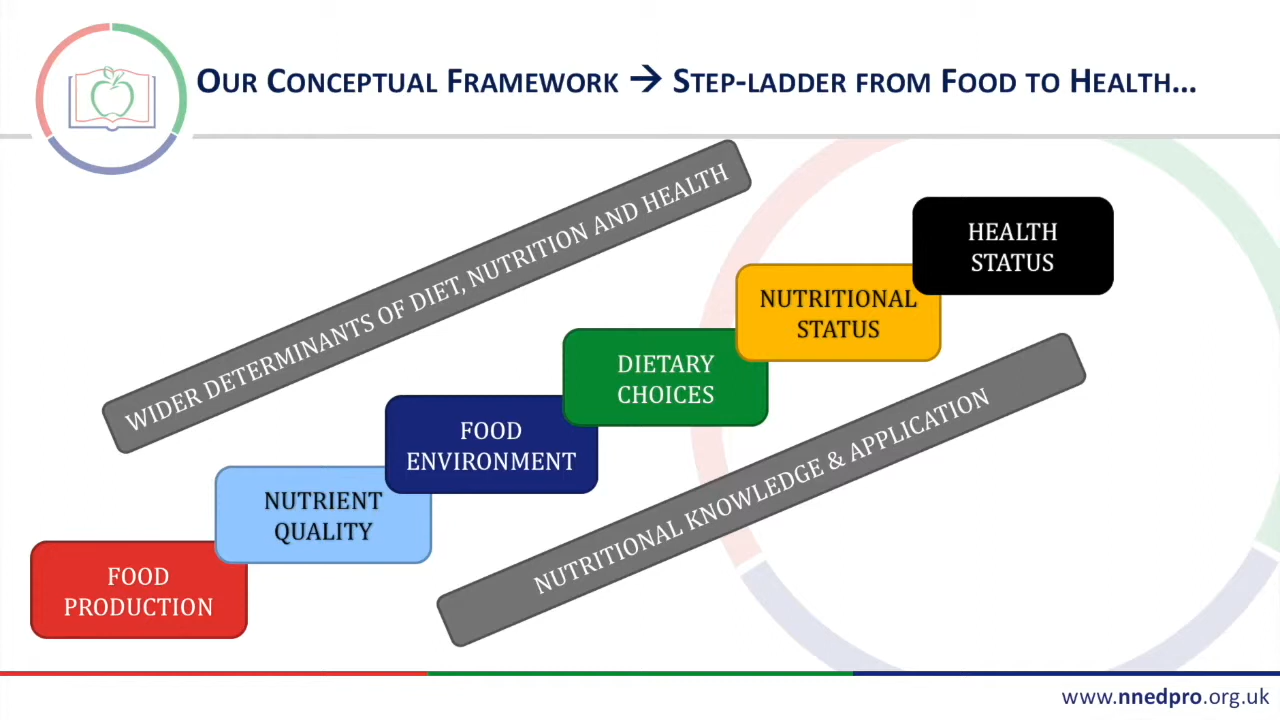 Our Conceptual Framework → Step-ladder from Food to Health...
WIDER DETERMINANTS OF DIET, NUTRITION AND HEALTH
HEALTH
STATUS
NUTRITIONAL
STATUS
DIETARY
CHOICES
FOOD
ENVIRONMENT
NUTRIENT
QUALITY
FOOD
PRODUCTION
NUTRITIONAL KNOWLEDGE & APPLICATION
www.nnedpro.org.uk